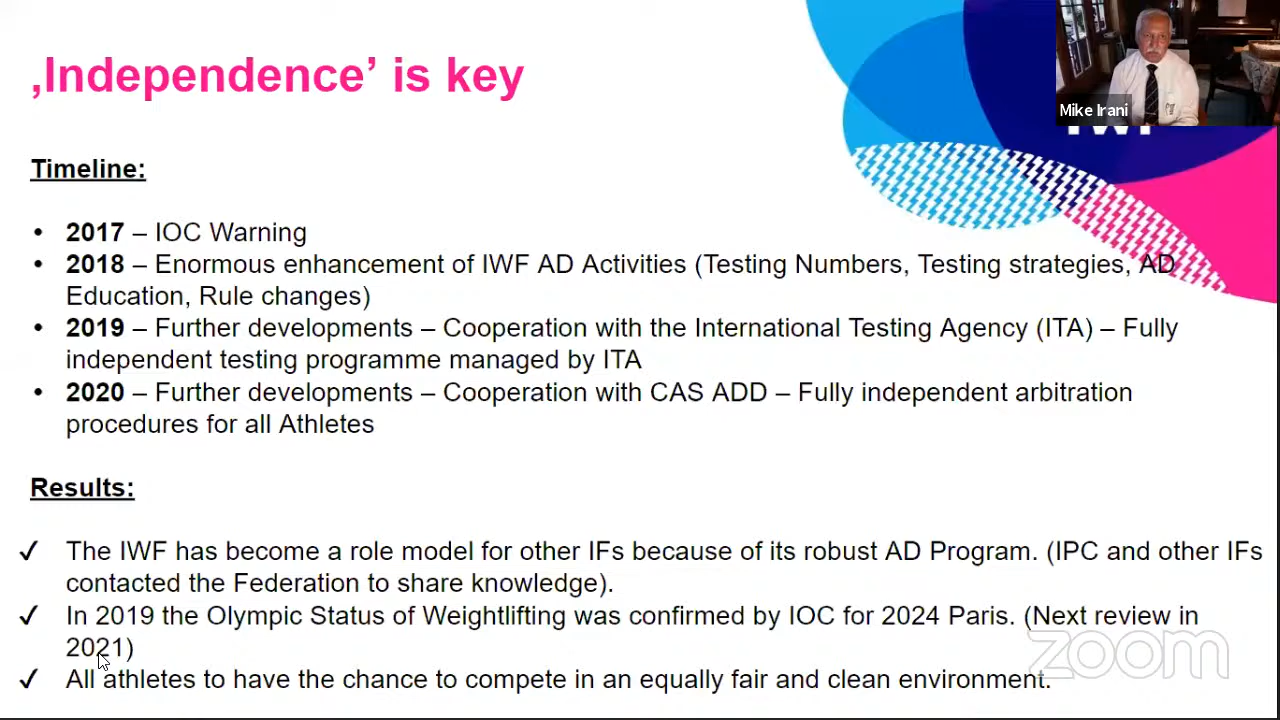 ‚Independence’ is key
Mike Irani
IWF
Timeline:
• 2017 – IOC Warning
• 2018 – Enormous enhancement of IWF AD Activities (Testing Numbers, Testing strategies, AD
Education, Rule changes)
• 2019 – Further developments – Cooperation with the International Testing Agency (ITA) – Fully
independent testing programme managed by ITA
• 2020 – Further developments – Cooperation with CAS ADD – Fully independent arbitration
procedures for all Athletes
Results:
✓ The IWF has become a role model for other IFs because of its robust AD Program. (IPC and other IFs
contacted the Federation to share knowledge).
✓ In 2019 the Olympic Status of Weightlifting was confirmed by IOC for 2024 Paris. (Next review in
2021)
✓ All athletes to have the chance to compete in an equally fair and clean environment.
zoom